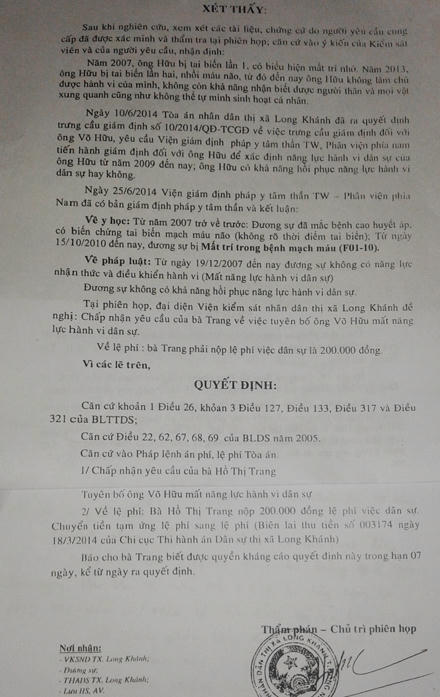 XÉT THẤY:
Sau khi nghiên cứu, xem xét các tài liệu, chứng cứ do người yêu cầu cung
cấp đã được xác minh và thẩm tra tại phiên họp; căn cứ vào ý kiến của Kiểm sát
viên và của người yêu cầu, nhận định:
Năm 2007, ông Hữu bị tai biến lần 1, có biểu hiện mất trí nhớ. Năm 2013,
ông Hữu bị tai biến lần hai, nhồi máu não, từ đó đến nay ông Hữu không làm chủ
được hành vi của mình, không còn khả năng nhận biết được người thân và mọi vật
xung quanh cũng như không thể tự mình sinh hoạt cá nhân.
Ngày 10/6/2014 Tòa án nhân dân thị xã Long Khánh đã ra quyết định
trưng cầu giám định số 10/2014/QĐ-TCGĐ về việc trưng cầu giám định đối với
ông Võ Hữu, yêu cầu Viện giám định pháp y tâm thần TW, Phân viện phía nam
tiến hành giám định đối với ông Hữu để xác định năng lực hành vi dân sự của
ông Hữu từ năm 2009 đến nay; ông Hữu có khả năng hồi phục năng lực hành vi
dân sự hay không.
Ngày 25/6/2014 Viện giám định pháp y tâm thần TW – Phân viện phía
Nam đã có bản giám định pháp y tâm thần và kết luận:
Về y học: Từ năm 2007 trở về trước: Đương sự đã mắc bệnh cao huyết áp,
có biến chứng tai biến mạch máu não (không rõ thời điểm tai biến); Từ ngày
15/10/2010 đến nay, đương sự bị Mất trí trong bệnh mạch máu (F01-10).
Về pháp luật: Từ ngày 19/12/2007 đến nay đương sự không có năng lực
nhận thức và điều khiển hành vi (Mất năng lực hành vi dân sự)
Đương sự không có khả năng hồi phục năng lực hành vi dân sự.
Tại phiên họp, đại diện Viện kiểm sát nhân dân thị xã Long Khánh đề
nghị: Chấp nhận yêu cầu của bà Trang về việc tuyên bố ông Võ Hữu mất năng
lực hành vi dân sự.
Về lệ phí : bà Trang phải nộp lệ phí việc dân sự là 200.000 đồng.
Vì các lẽ trên,
QUYẾT ĐỊNH:
Căn cứ khoản 1 Điều 26, khỏan 3 Điều 127, Điều 133, Điều 317 và Điều
321 của BLTTDS;
Căn cứ Điều 22, 62, 67, 68, 69 của BLDS năm 2005.
Căn cứ vào Pháp lệnh án phí, lệ phí Tòa án.
1/ Chấp nhận yêu cầu của bà Hồ Thị Trang
Tuyên bố ông Võ Hữu mất năng lực hành vi dân sự
2/ Về lệ phí: Bà Hồ Thị Trang nộp 200.000 đồng lệ phí việc dân sự.
Chuyển tiền tạm ứng lệ phí sang lệ phí (Biên lai thu tiền số 003174 ngày
18/3/2014 của Chi cục Thi hành án Dân sự thị xã Long Khánh)
Báo cho bà Trang biết được quyền kháng cáo quyết định này trong hạn 07
ngày, kể từ ngày ra quyết định.
Thẩm phán – Chủ trì phiên họp
Nơi nhận:
- VKSND TX. Long Khánh;
- Đương sự;
- THADS TX. Long Khánh;
- Lưu HS, AV.